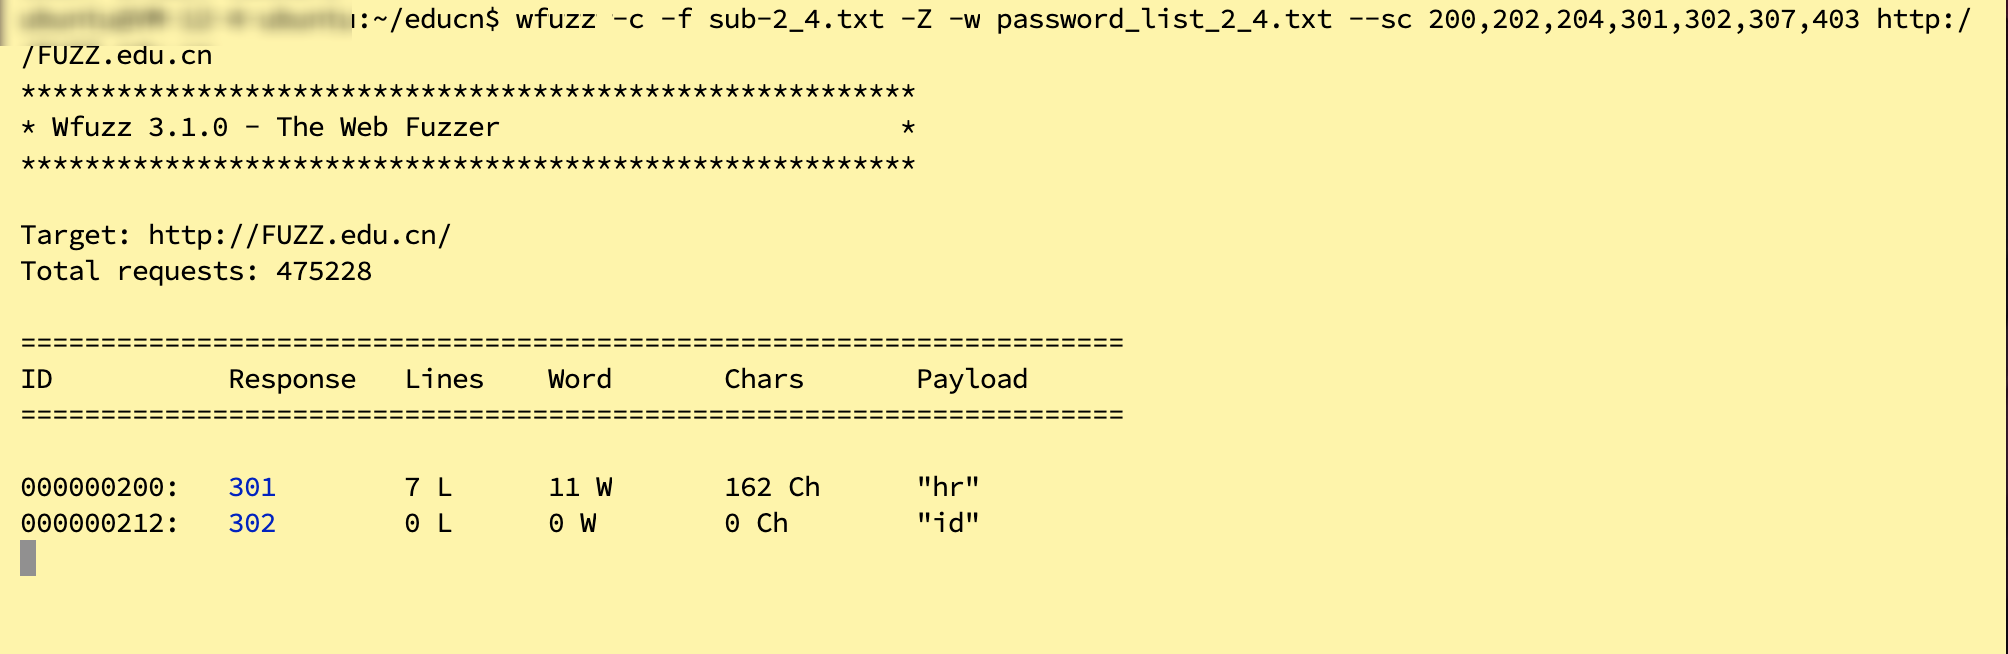 :~/educn$ wfuzz -c -f sub-2_4.txt -Z -w password_list_2_4.txt --sc 200,202,204,301,302,307,403 http:/
/FUZZ.edu.cn
********************************************************
* Wfuzz 3.1.0 - The Web Fuzzer                         *
********************************************************
Target: http://FUZZ.edu.cn/
Total requests: 475228
=====================================================================
ID           Response   Lines    Word       Chars       Payload
=====================================================================
000000200:   301        7 L      11 W       162 Ch      "hr"
000000212:   302        0 L      0 W        0 Ch        "id"